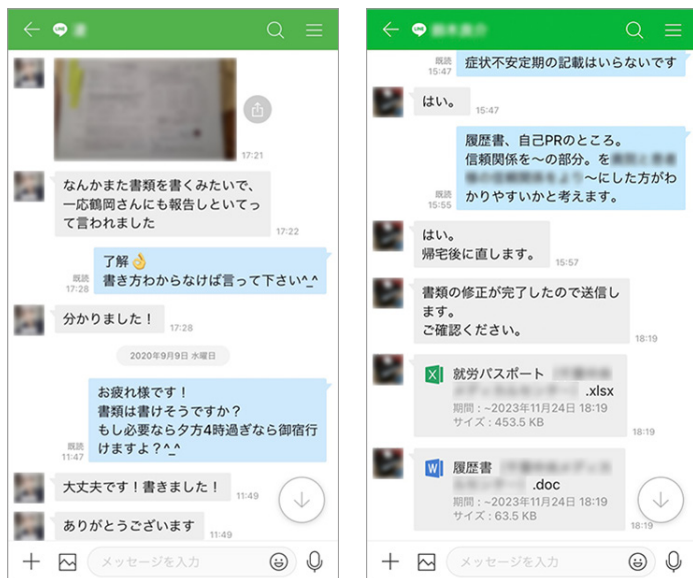 LINE
17:21
なんかまた書類を書くみたいで、
一応鶴岡さんにも報告しといてっ
て言われました
17:22
了解👌
書き方わからなければ言って下さい^_^
既読
17:28
分かりました！
17:28
2020年9月9日 水曜日
お疲れ様です！
書類は書けそうですか？
もし必要なら夕方4時過ぎなら御宿行
けますよ？^_^
既読
11:47
大丈夫です！書きました！
11:49
ありがとうございます
11:49
メッセージを入力
LINE
症状不安定期の記載はいらないです
既読
15:47
はい。
15:47
履歴書、自己PRのところ。
信頼関係を〜の部分。を
〜にした方がわ
かりやすいかと考えます。
既読
15:55
はい。
帰宅後に直します。
15:57
書類の修正が完了したので送信し
ます。
ご確認ください。
18:19
就労パスポート
.xlsx
期間：~2023年11月24日 18:19
サイズ：453.5 KB
18:19
履歴書
.doc
期間：~2023年11月24日 18:19
サイズ：63.5 KB
18:19
メッセージを入力